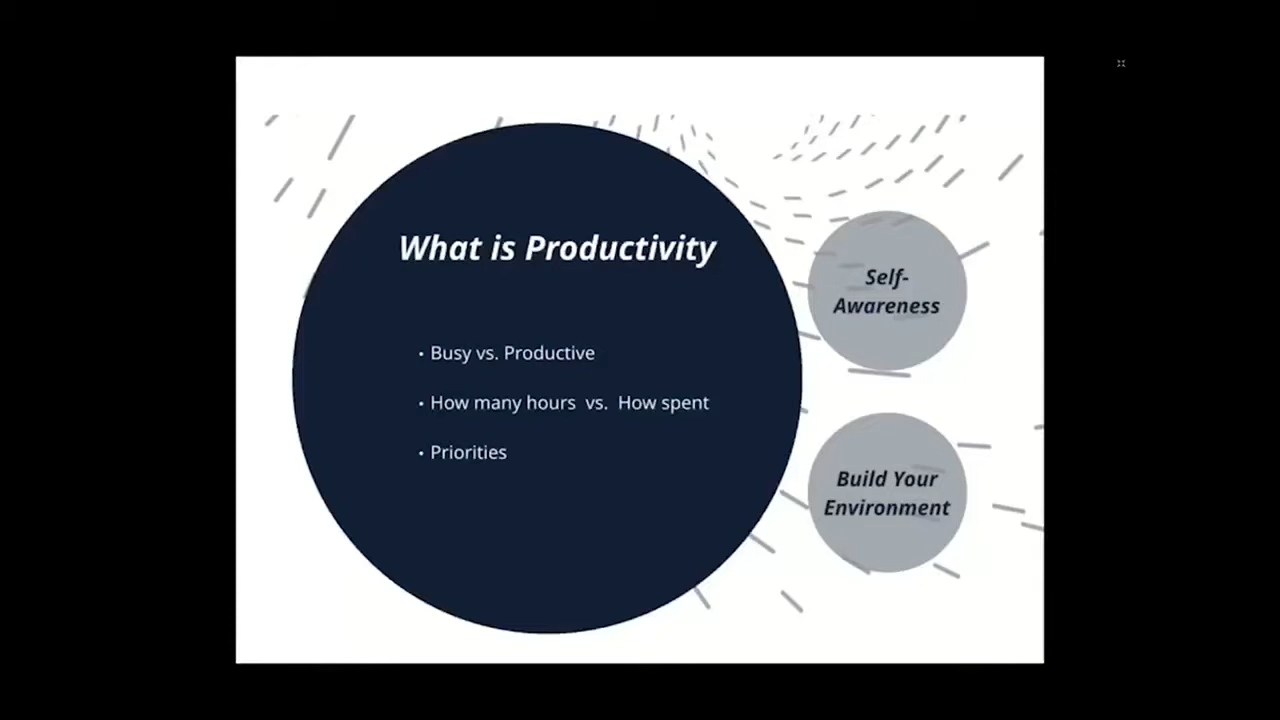 What is Productivity
• Busy vs. Productive
• How many hours  vs.  How spent
• Priorities
Self-
Awareness
Build Your
Environment